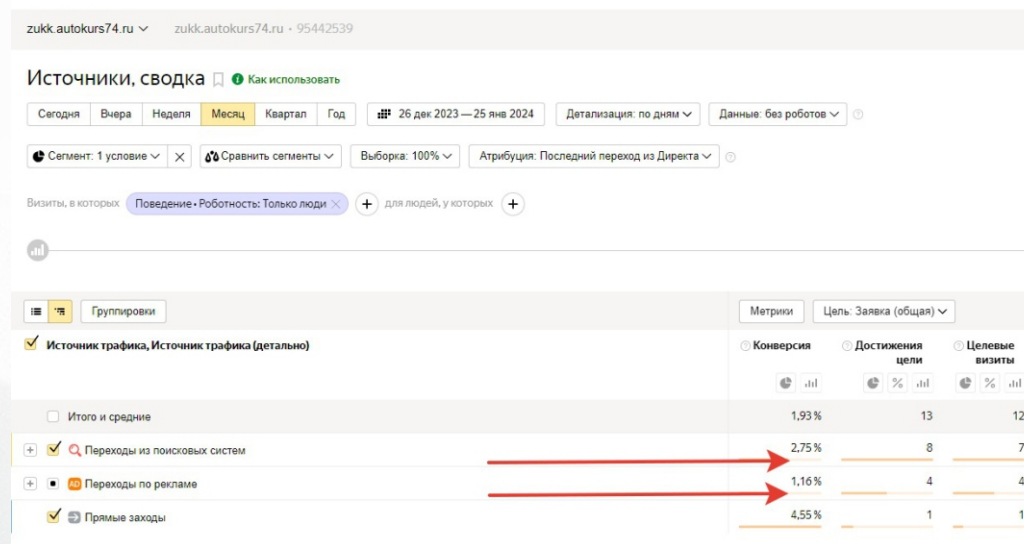 zukk.autokurs74.ru zukk.autokurs74.ru • 95442539
Источники, сводка Как использовать
Сегодня Вчера Неделя Месяц Квартал Год 26 дек 2023 — 25 янв 2024 Детализация: по дням Данные: без роботов
Сегмент: 1 условие Сравнить сегменты Выборка: 100% Атрибуция: Последний переход из Директа
Визиты, в которых Поведение • Роботность: Только люди для людей, у которых
Группировки Метрики Цель: Заявка (общая)
Источник трафика, Источник трафика (детально) Конверсия Достижения цели Целевые визиты
Итого и средние 1,93 % 13 12
Переходы из поисковых систем 2,75 % 8 7
AD Переходы по рекламе 1,16 % 4 4
Прямые заходы 4,55 % 1 1